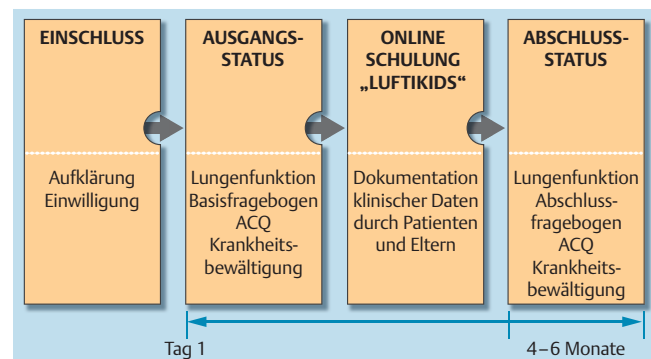 EINSCHLUSS
Aufklärung
Einwilligung
AUSGANGS-
STATUS
Lungenfunktion
Basisfragebogen
ACQ
Krankheits-
bewältigung
ONLINE
SCHULUNG
„LUFTIKIDS“
Dokumentation
klinischer Daten
durch Patienten
und Eltern
ABSCHLUSS-
STATUS
Lungenfunktion
Abschluss-
fragebogen
ACQ
Krankheits-
bewältigung
Tag 1
4–6 Monate